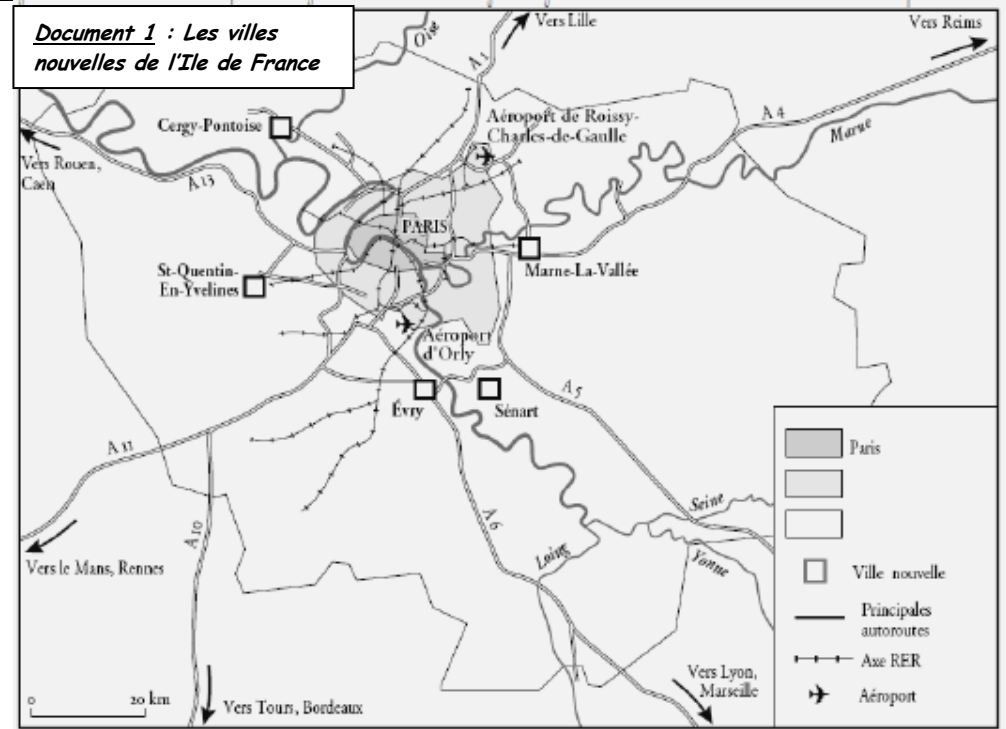 Document 1 : Les villes
nouvelles de l'Ile de France
Oise
Vers Lille
Vers Reims
A 1
Cergy-Pontoise
Aéroport de Roissy-
Charles-de-Gaulle
A 4
Marne
Vers Rouen,
Caen
A 13
PARIS
St-Quentin-
En-Yvelines
Marne-La-Vallée
Aéroport
d'Orly
Évry
Sénart
A 5
A 11
Paris
A 10
A 6
Seine
Loing
Yonne
Vers le Mans, Rennes
Ville nouvelle
Principales
autoroutes
Axe RER
Aéroport
0 20 km
Vers Tours, Bordeaux
Vers Lyon,
Marseille